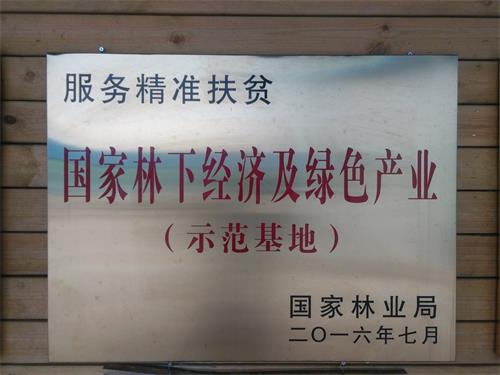 服务精准扶贫
国家林下经济及绿色产业
（示范基地）
国家林业局
二〇一六年七月